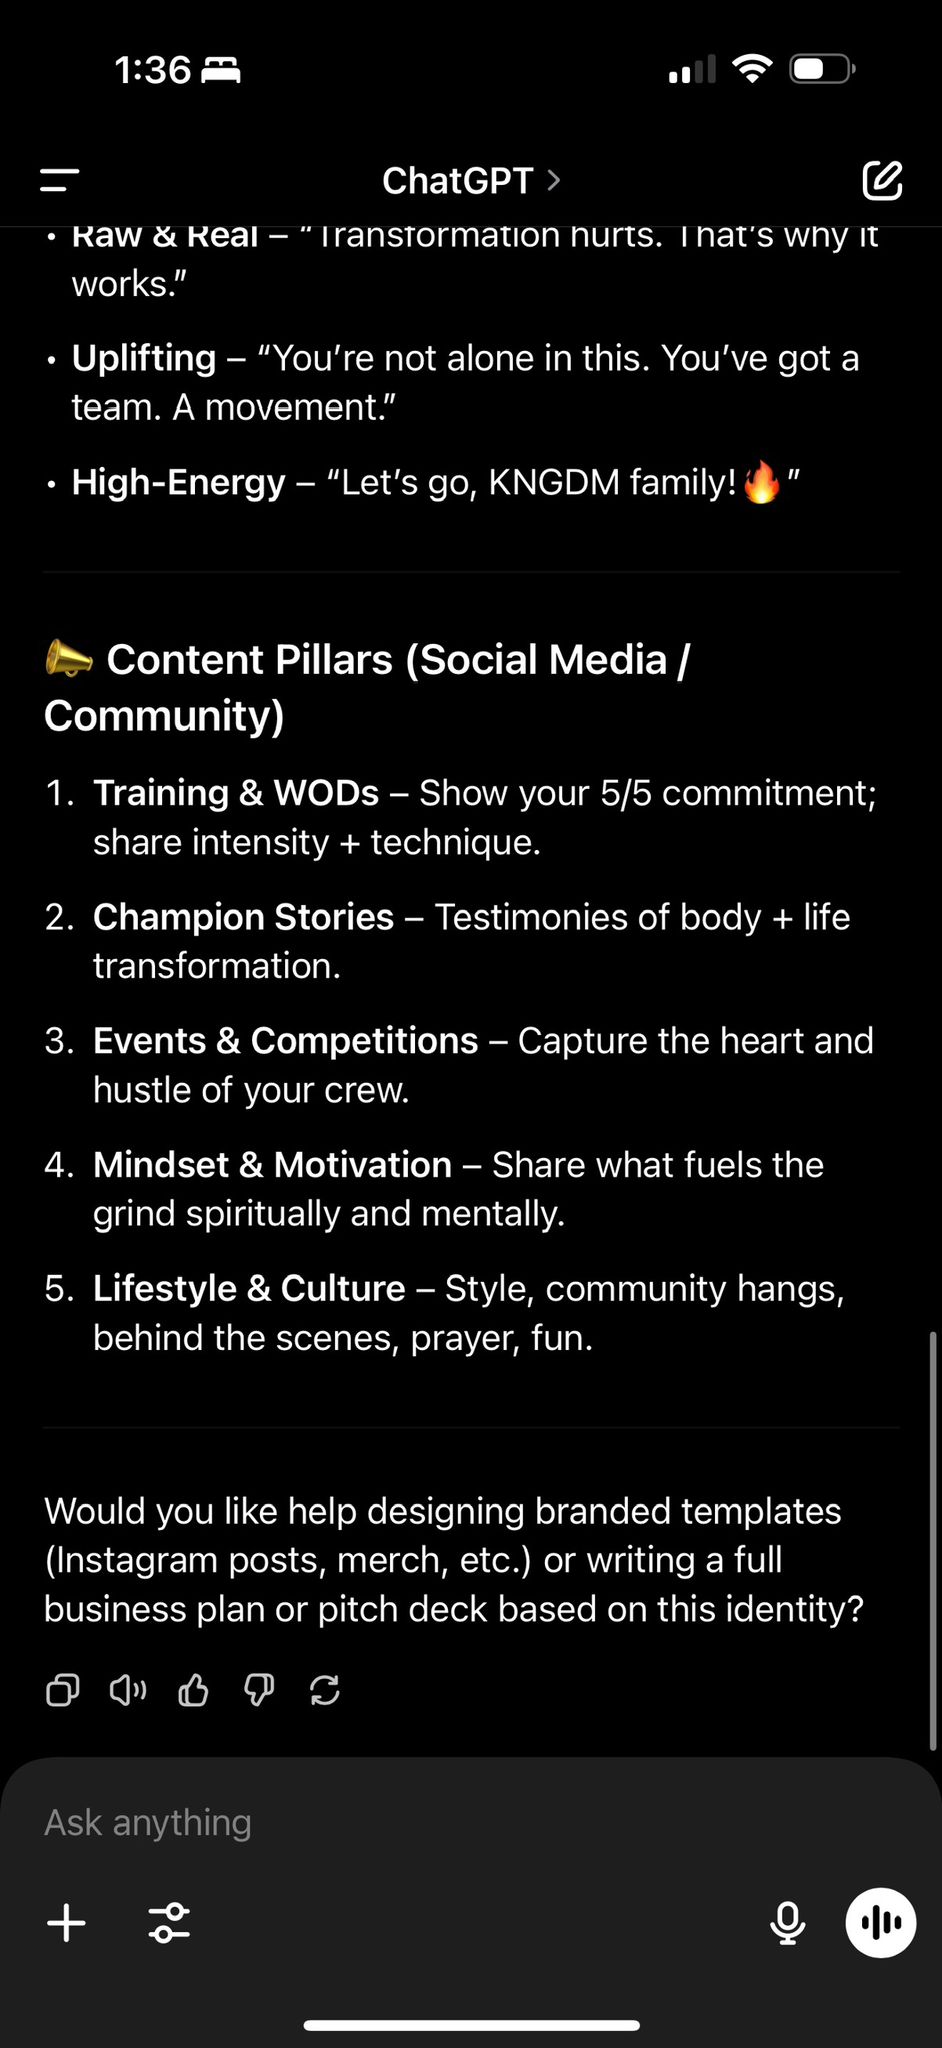 1:36
ChatGPT >
• Raw & Real – “Transformation hurts. That’s why it
works.”
• Uplifting – “You’re not alone in this. You’ve got a
team. A movement.”
• High-Energy – “Let’s go, KNGDM family!🔥”
📣 Content Pillars (Social Media /
Community)
1. Training & WODs – Show your 5/5 commitment;
share intensity + technique.
2. Champion Stories – Testimonies of body + life
transformation.
3. Events & Competitions – Capture the heart and
hustle of your crew.
4. Mindset & Motivation – Share what fuels the
grind spiritually and mentally.
5. Lifestyle & Culture – Style, community hangs,
behind the scenes, prayer, fun.
Would you like help designing branded templates
(Instagram posts, merch, etc.) or writing a full
business plan or pitch deck based on this identity?
Ask anything